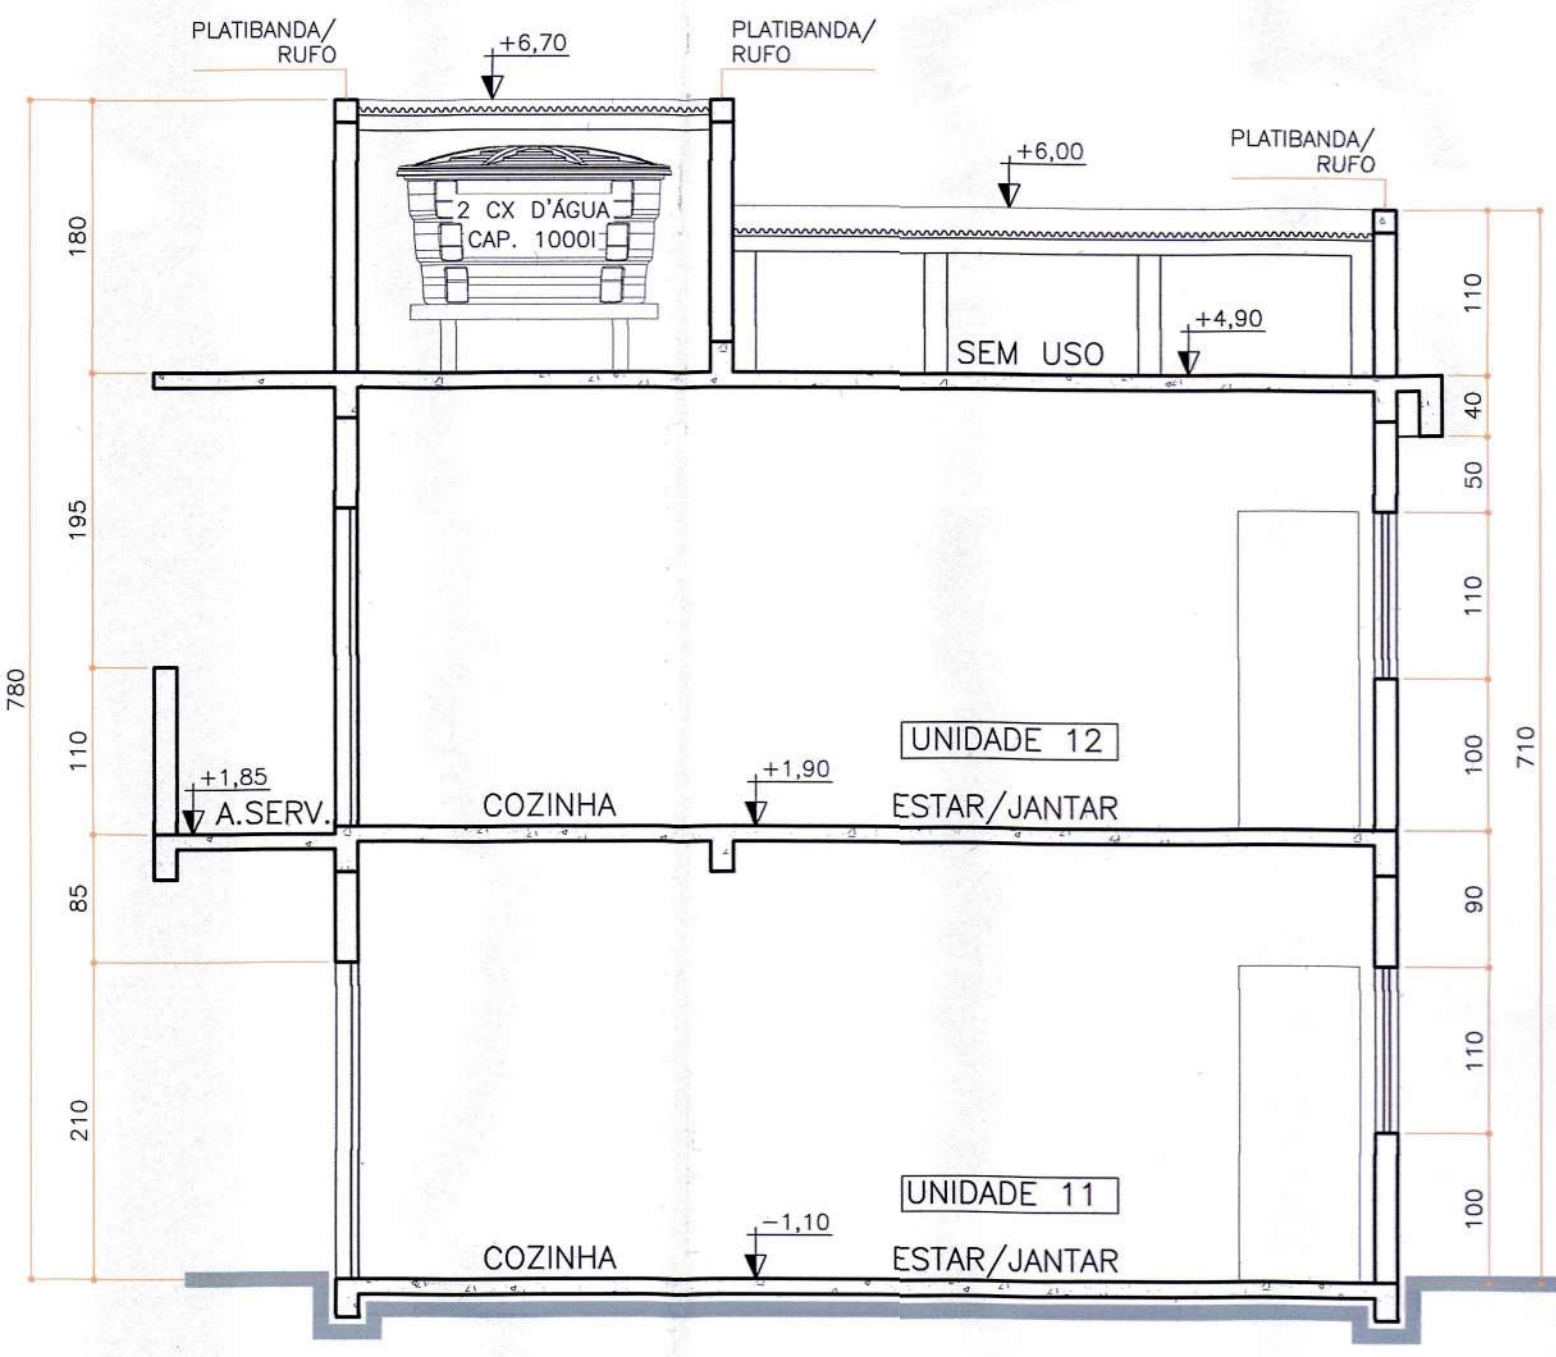 PLATIBANDA/
RUFO
+6,70
PLATIBANDA/
RUFO
PLATIBANDA/
RUFO
+6,00
2 CX D'ÁGUA
CAP. 1000l
180
110
+4,90
SEM USO
40
50
195
110
780
110
UNIDADE 12
100
710
+1,85
A.SERV.
+1,90
COZINHA
ESTAR/JANTAR
85
90
110
210
UNIDADE 11
100
-1,10
COZINHA
ESTAR/JANTAR